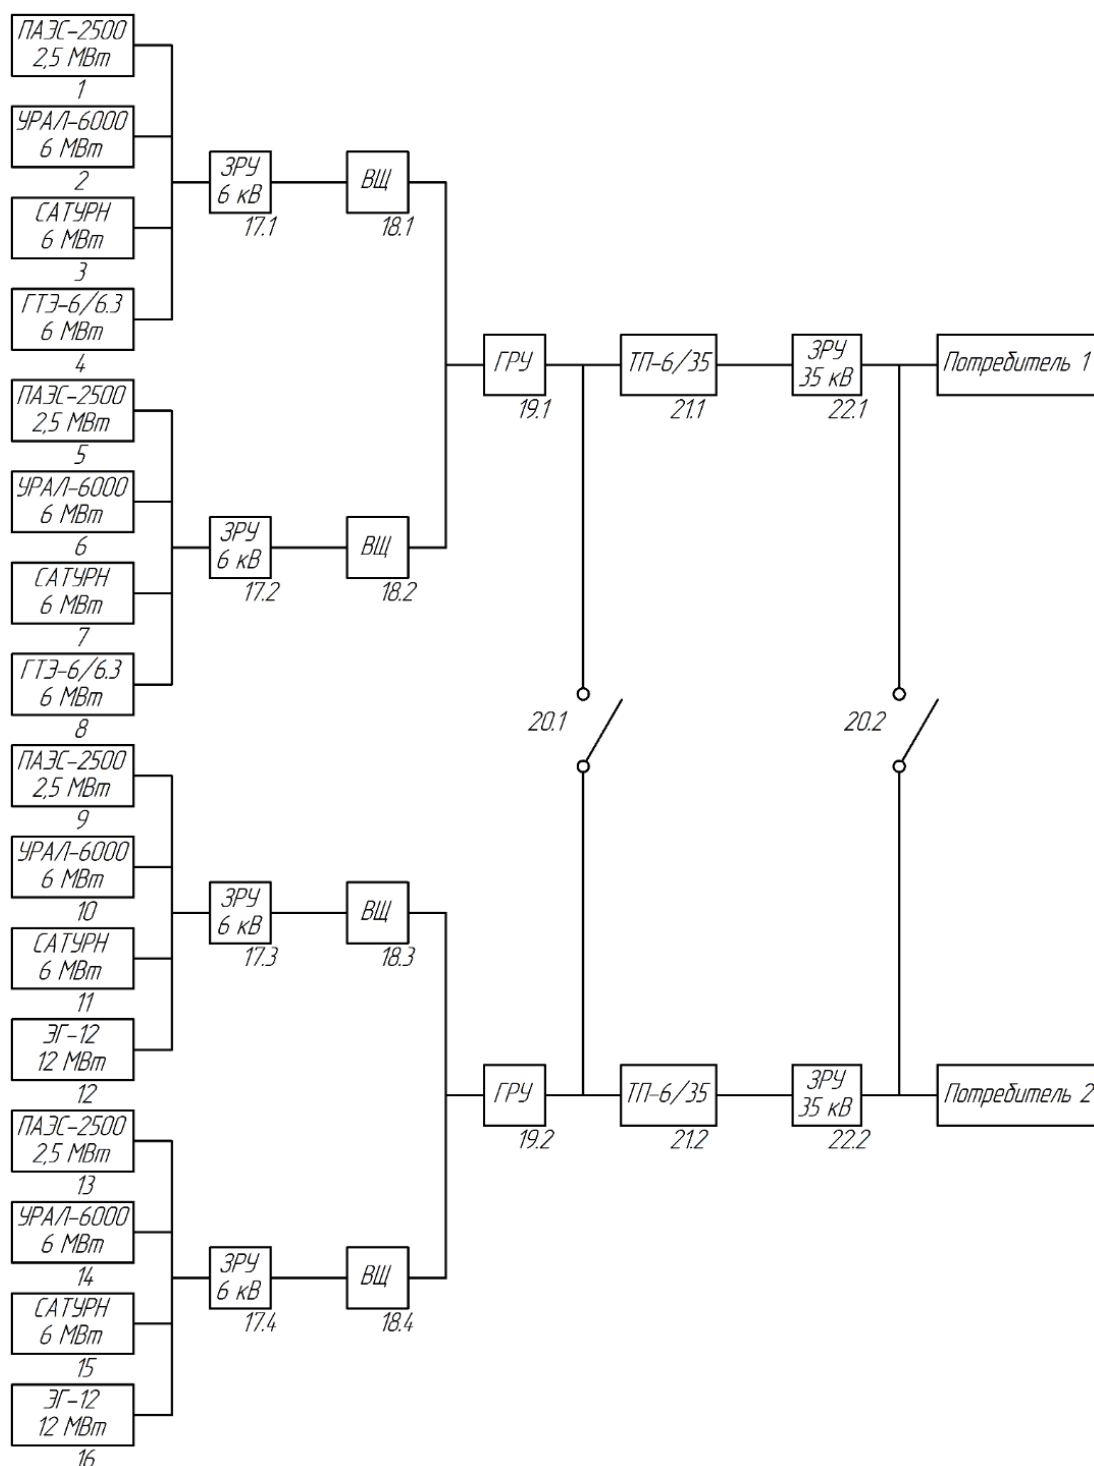 ПАЭС-2500
2,5 МВт
1
УРАЛ-6000
6 МВт
2
САТУРН
6 МВт
3
ГТЭ-6/6.3
6 МВт
4
ЗРУ
6 кВ
17.1
ВЩ
18.1
ПАЭС-2500
2,5 МВт
5
УРАЛ-6000
6 МВт
6
САТУРН
6 МВт
7
ГТЭ-6/6.3
6 МВт
8
ЗРУ
6 кВ
17.2
ВЩ
18.2
ГРУ
19.1
ТП-6/35
21.1
ЗРУ
35 кВ
22.1
Потребитель 1
20.1
20.2
ПАЭС-2500
2,5 МВт
9
УРАЛ-6000
6 МВт
10
САТУРН
6 МВт
11
ЭГ-12
12 МВт
12
ЗРУ
6 кВ
17.3
ВЩ
18.3
ПАЭС-2500
2,5 МВт
13
УРАЛ-6000
6 МВт
14
САТУРН
6 МВт
15
ЭГ-12
12 МВт
16
ЗРУ
6 кВ
17.4
ВЩ
18.4
ГРУ
19.2
ТП-6/35
21.2
ЗРУ
35 кВ
22.2
Потребитель 2